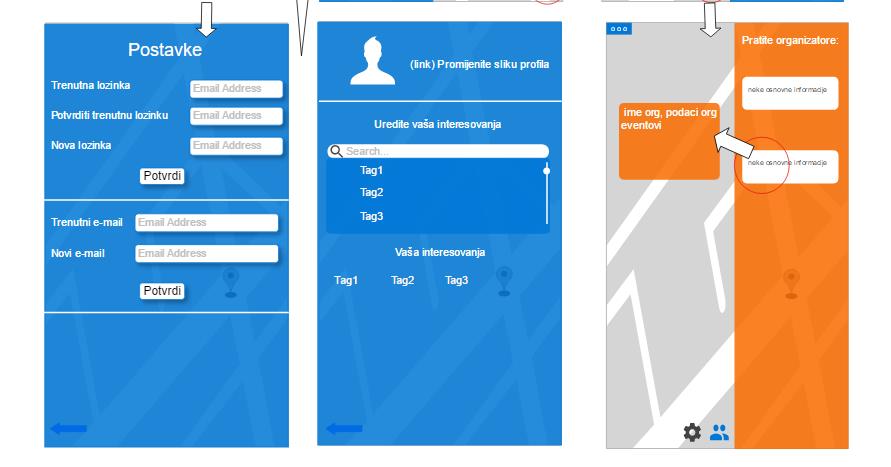 Postavke
Trenutna lozinka
Email Address
Potvrditi trenutnu lozinku
Email Address
Nova lozinka
Email Address
Potvrdi
Trenutni e-mail
Email Address
Novi e-mail
Email Address
Potvrdi
(link) Promijenite sliku profila
Uredite vaša interesovanja
Search...
Tag1
Tag2
Tag3
Vaša interesovanja
Tag1 Tag2 Tag3
Pratite organizatore:
neke osnovne informacije
ime org, podaci org
eventovi
neke osnovne informacije